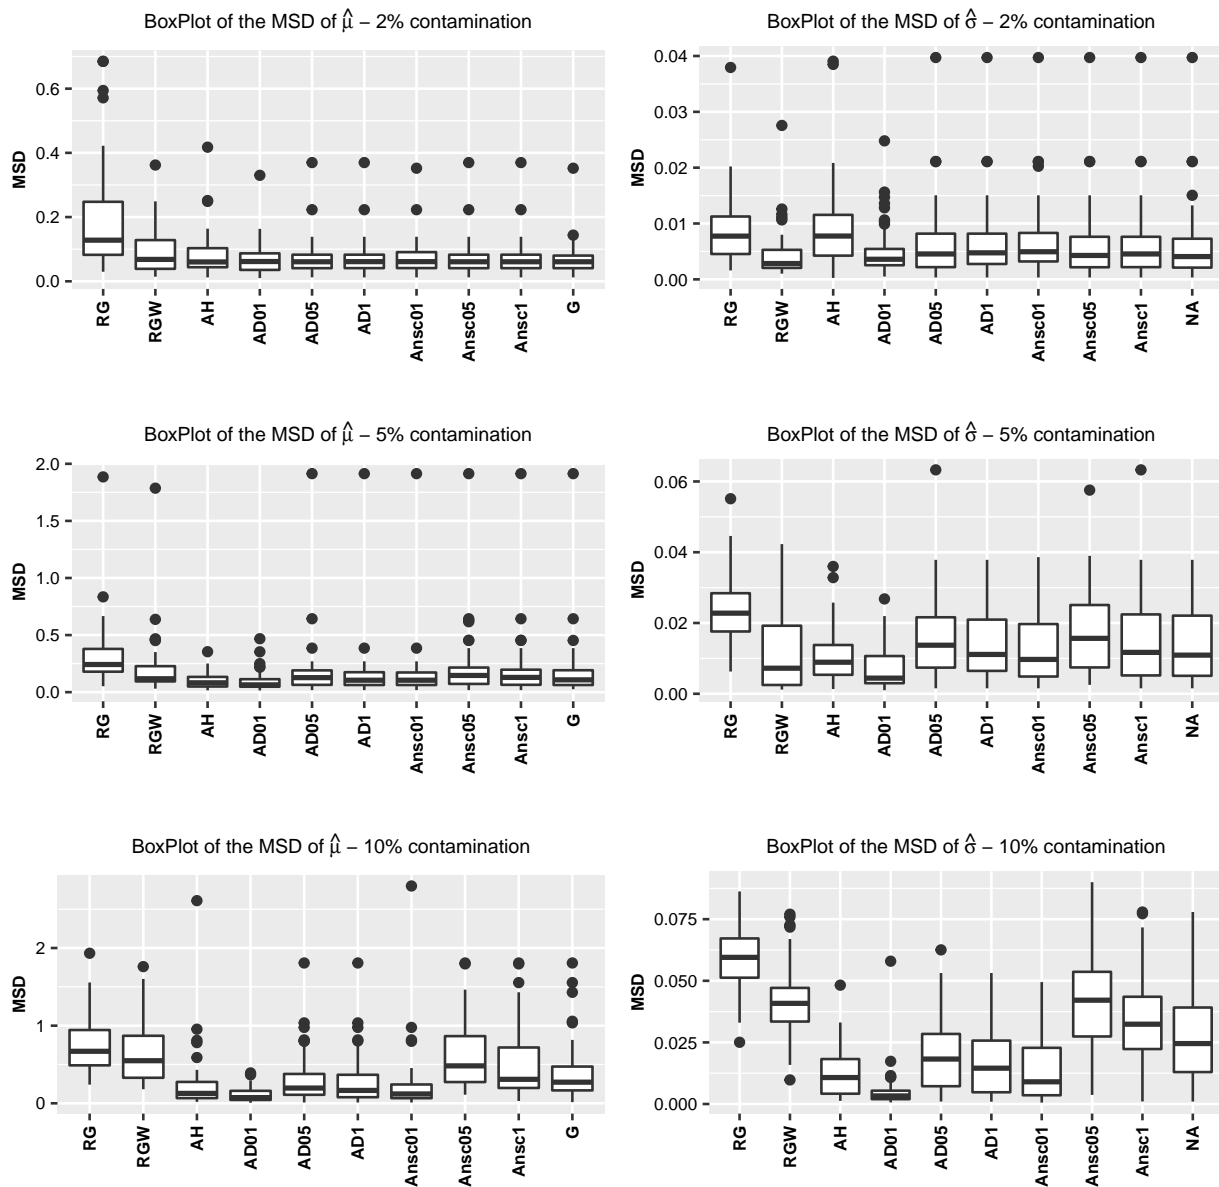 BoxPlot of the MSD of μ̂ – 2% contamination
MSD
0.6
0.4
0.2
0.0
RG RGW AH AD01 AD05 AD1 Ansc01 Ansc05 Ansc1 G
BoxPlot of the MSD of σ̂ – 2% contamination
MSD
0.04
0.03
0.02
0.01
0.00
RG RGW AH AD01 AD05 AD1 Ansc01 Ansc05 Ansc1 NA
BoxPlot of the MSD of μ̂ – 5% contamination
MSD
2.0
1.5
1.0
0.5
0.0
RG RGW AH AD01 AD05 AD1 Ansc01 Ansc05 Ansc1 G
BoxPlot of the MSD of σ̂ – 5% contamination
MSD
0.06
0.04
0.02
0.00
RG RGW AH AD01 AD05 AD1 Ansc01 Ansc05 Ansc1 NA
BoxPlot of the MSD of μ̂ – 10% contamination
MSD
2
1
0
RG RGW AH AD01 AD05 AD1 Ansc01 Ansc05 Ansc1 G
BoxPlot of the MSD of σ̂ – 10% contamination
MSD
0.075
0.050
0.025
0.000
RG RGW AH AD01 AD05 AD1 Ansc01 Ansc05 Ansc1 NA